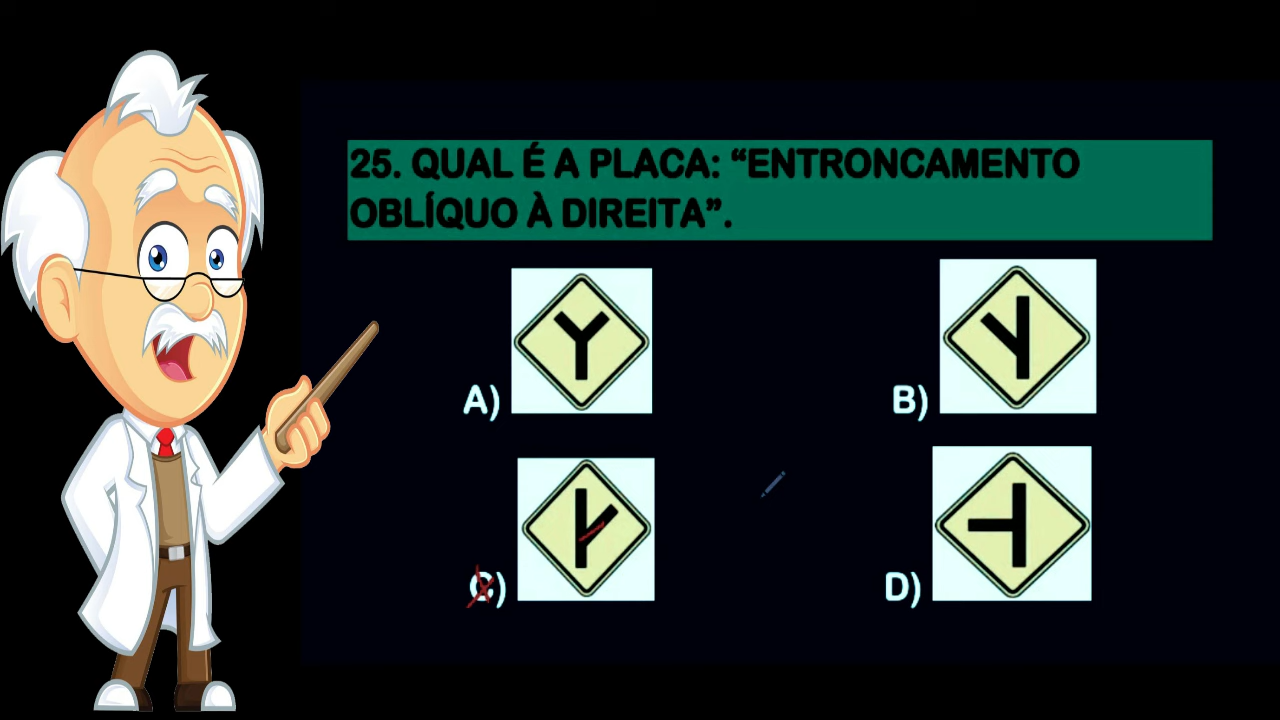 25. QUAL É A PLACA: “ENTRONCAMENTO
OBLÍQUO À DIREITA”.
A)
B)
C)
D)